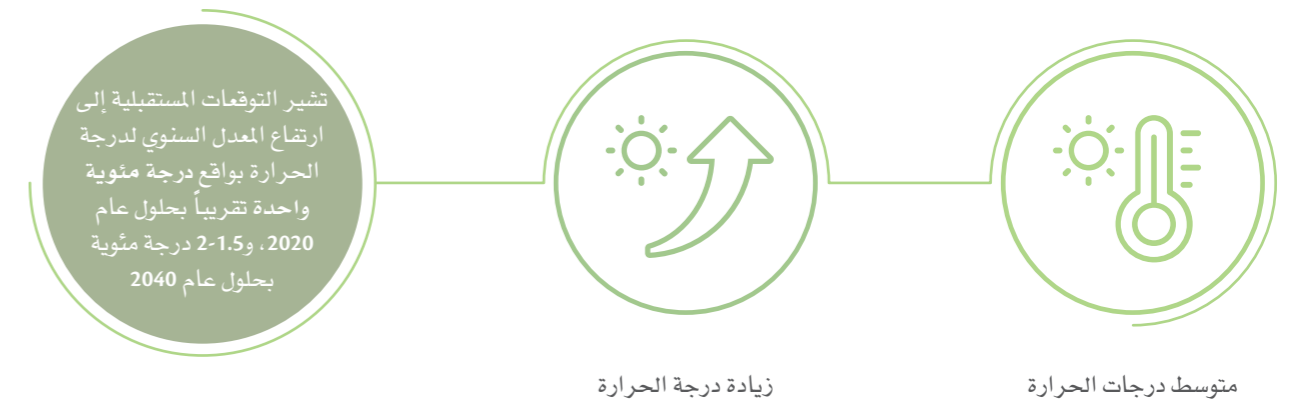 متوسط درجات الحرارة
زيادة درجة الحرارة
تشير التوقعات المستقبلية إلى
ارتفاع المعدل السنوي لدرجة
الحرارة بواقع درجة مئوية
واحدة تقريباً بحلول عام
2020، و1.5-2 درجة مئوية
بحلول عام 2040